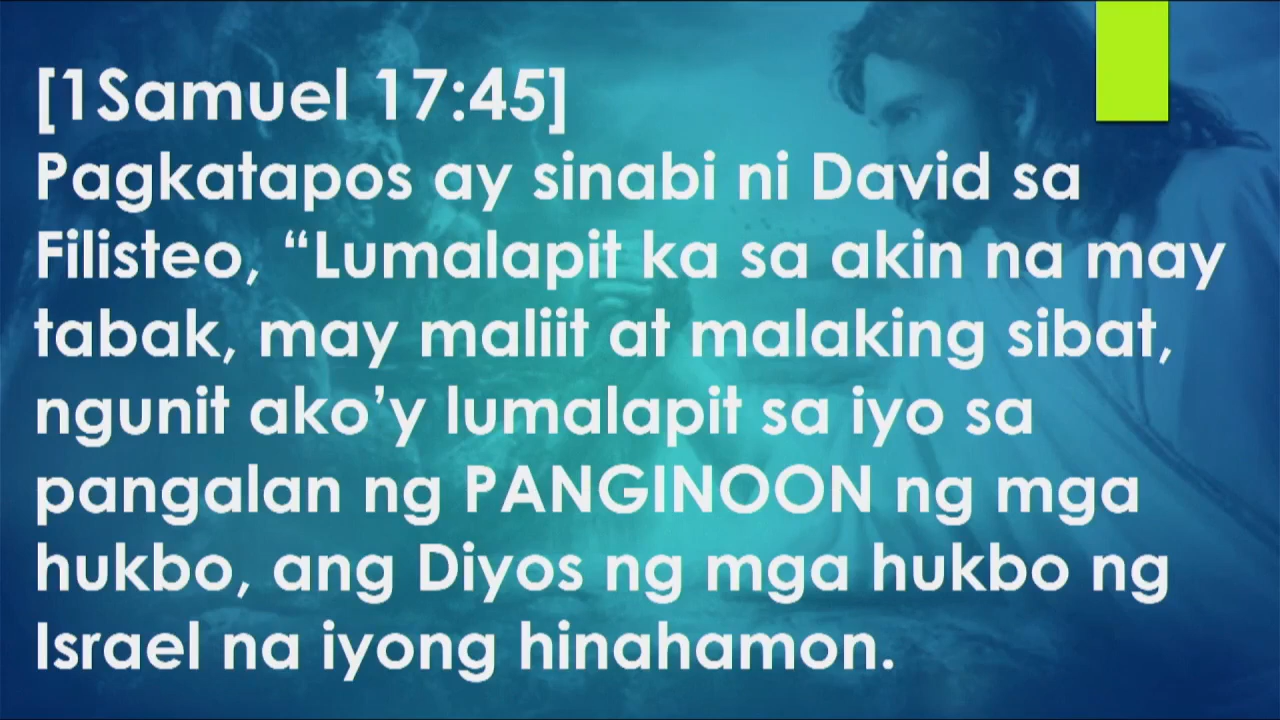 [1Samuel 17:45]
Pagkatapos ay sinabi ni David sa
Filisteo, “Lumalapit ka sa akin na may
tabak, may maliit at malaking sibat,
ngunit ako’y lumalapit sa iyo sa
pangalan ng PANGINOON ng mga
hukbo, ang Diyos ng mga hukbo ng
Israel na iyong hinahamon.